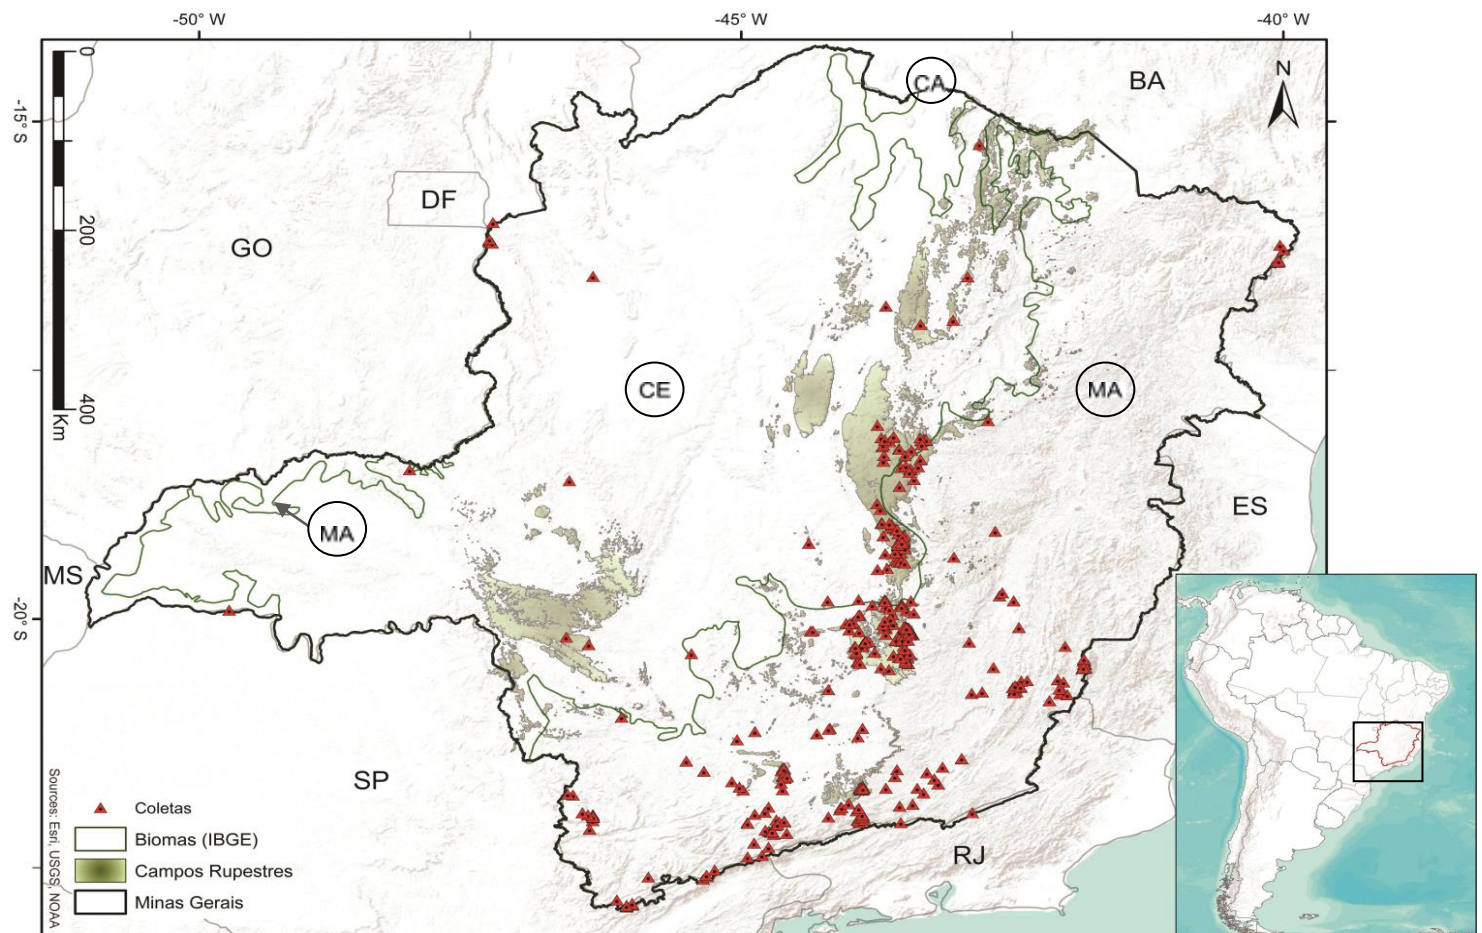 -50° W
-45° W
-40° W
0
200
400
Km
-15° S
-20° S
N
CA
BA
DF
GO
CE
MA
MA
ES
MS
SP
RJ
Coletas
Biomas (IBGE)
Campos Rupestres
Minas Gerais
Sources: Esri, USGS, NOAA